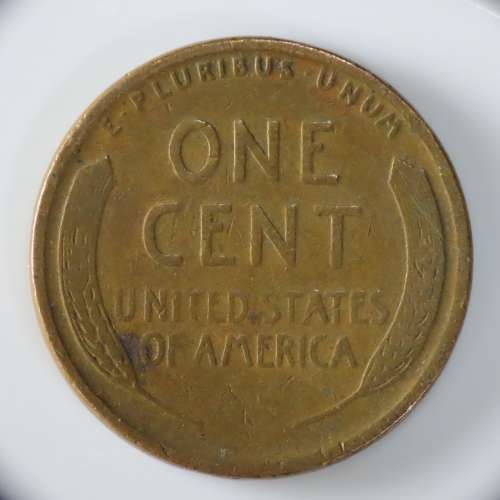 E·PLURIBUS·UNUM
ONE
CENT
UNITED·STATES
OF AMERICA